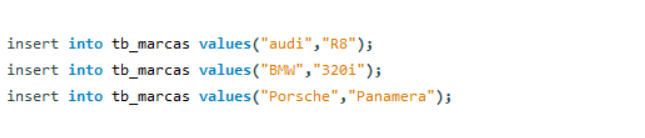 insert into tb_marcas values("audi","R8");
insert into tb_marcas values("BMW","320i");
insert into tb_marcas values("Porsche","Panamera");